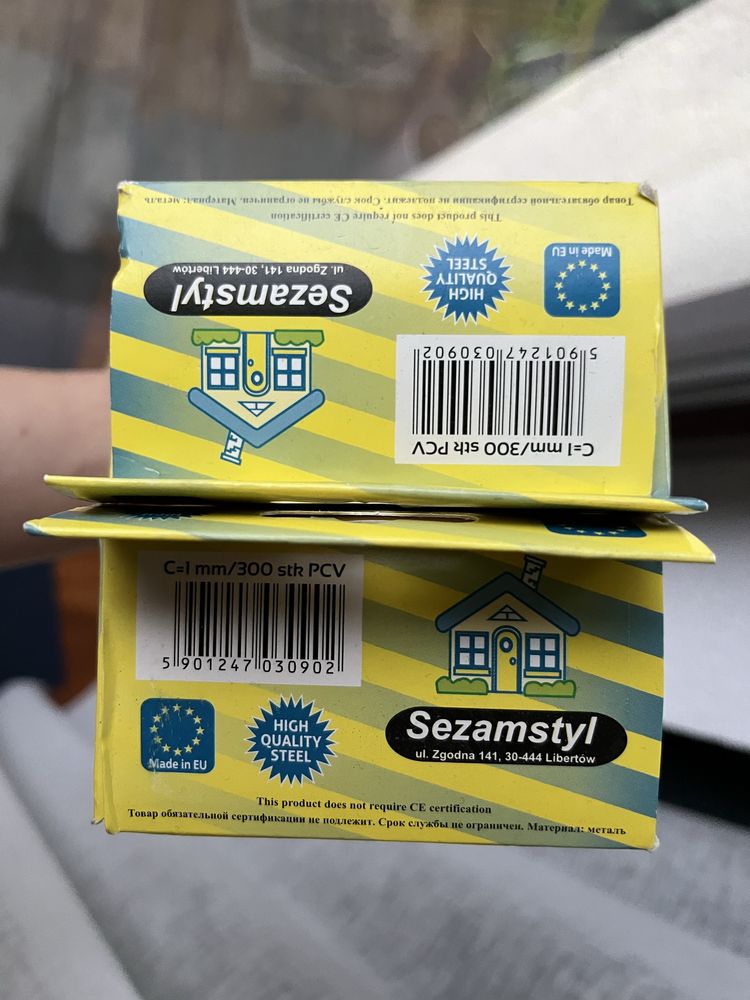 Товар обязательной сертификации не подлежит. Срок службы не ограничен. Материал: металь
This product does not require CE certification
Made in EU
HIGH
QUALITY
STEEL
Sezamstyl
ul. Zgodna 141, 30-444 Libertów
5 901247 030902
C=1 mm/300 stk PCV
C=1 mm/300 stk PCV
5 901247 030902
Made in EU
HIGH
QUALITY
STEEL
Sezamstyl
ul. Zgodna 141, 30-444 Libertów
This product does not require CE certification
Товар обязательной сертификации не подлежит. Срок службы не ограничен. Материал: металь